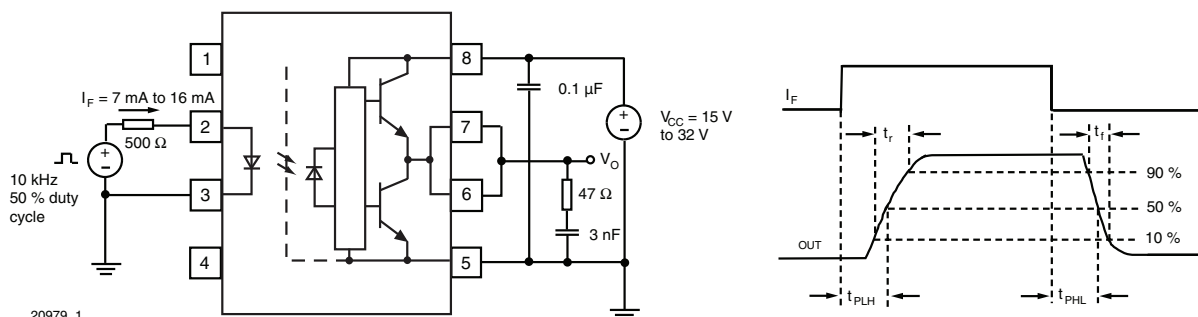 1
8
I_F = 7 mA to 16 mA
0.1 µF
V_CC = 15 V
to 32 V
2
7
500 Ω
+
-
V_O
10 kHz
50 % duty
cycle
3
6
47 Ω
3 nF
4
5
+
-
20979_1
I_F
t_r
t_f
90 %
50 %
10 %
OUT
t_PLH
t_PHL